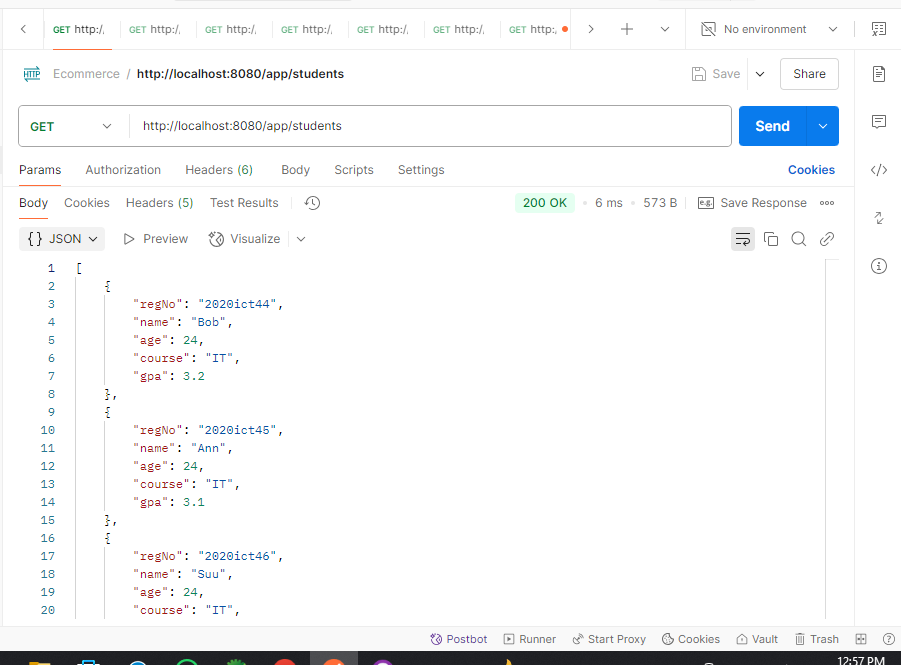 GET http:/, GET http:/, GET http:/, GET http:/, GET http:/, GET http:/, GET http:, No environment
HTTP Ecommerce / http://localhost:8080/app/students Save Share
GET http://localhost:8080/app/students Send
Params Authorization Headers (6) Body Scripts Settings Cookies
Body Cookies Headers (5) Test Results 200 OK • 6 ms • 573 B e.g. Save Response
{} JSON Preview Visualize
1 [
2 {
3 "regNo": "2020ict44",
4 "name": "Bob",
5 "age": 24,
6 "course": "IT",
7 "gpa": 3.2
8 },
9 {
10 "regNo": "2020ict45",
11 "name": "Ann",
12 "age": 24,
13 "course": "IT",
14 "gpa": 3.1
15 },
16 {
17 "regNo": "2020ict46",
18 "name": "Suu",
19 "age": 24,
20 "course": "IT",
Postbot Runner Start Proxy Cookies Vault Trash
12:57 PM